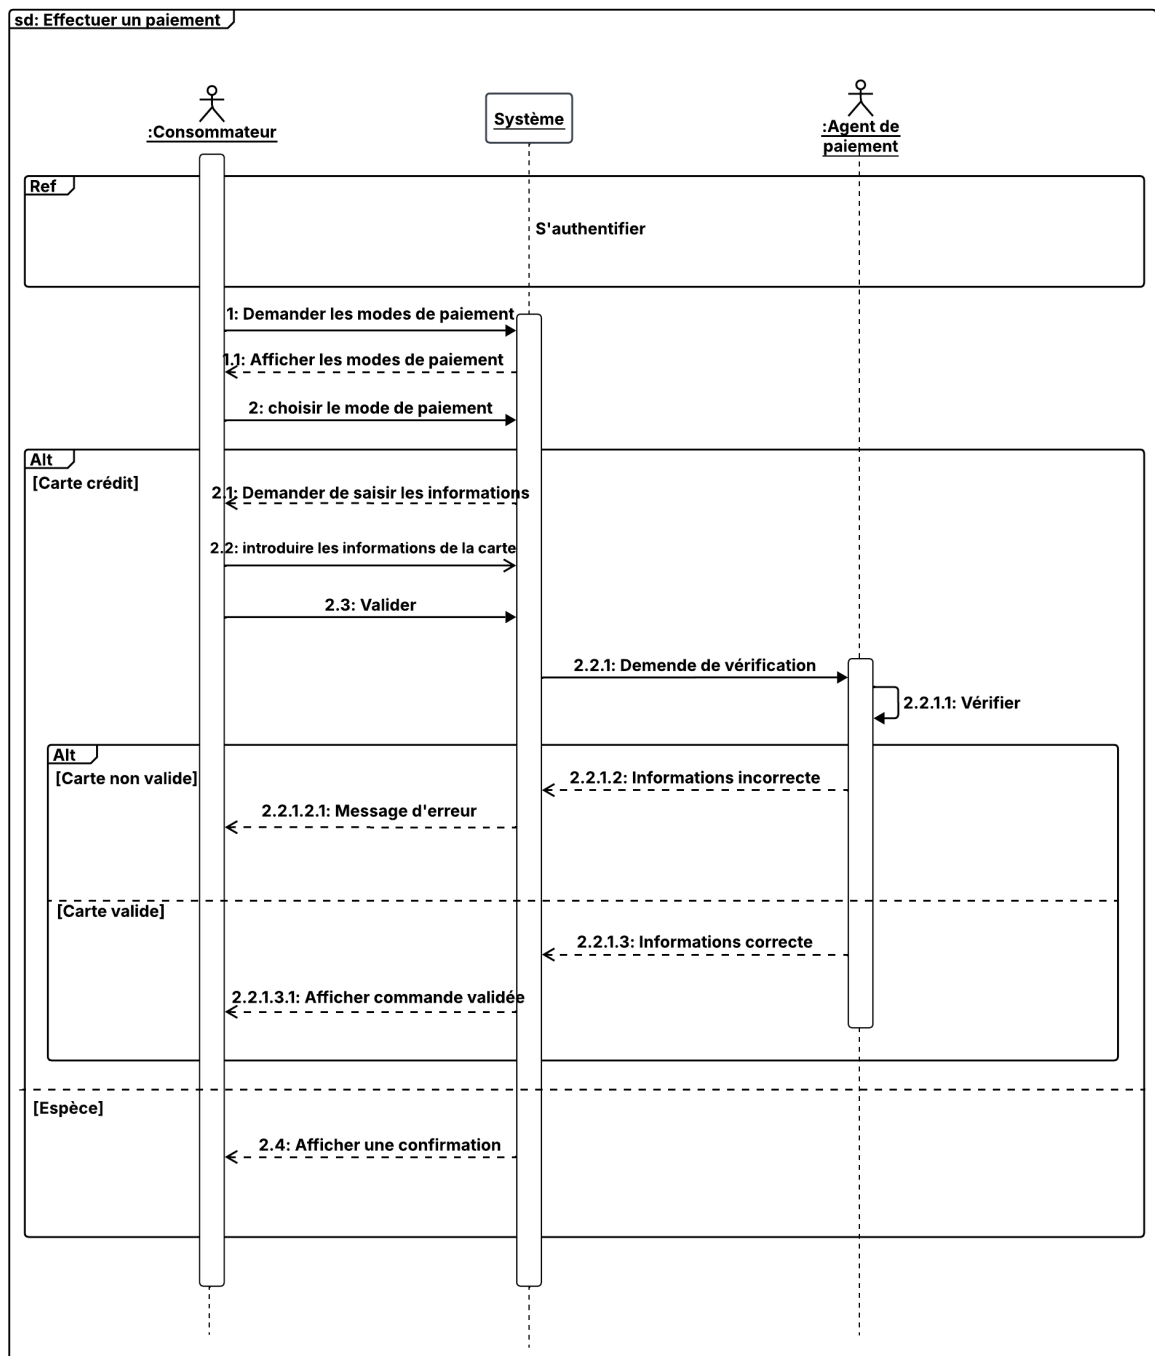 sd: Effectuer un paiement
:Consommateur
Système
:Agent de
paiement
Ref
S'authentifier
1: Demander les modes de paiement
1.1: Afficher les modes de paiement
2: choisir le mode de paiement
Alt
[Carte crédit]
2.1: Demander de saisir les informations
2.2: introduire les informations de la carte
2.3: Valider
2.2.1: Demende de vérification
2.2.1.1: Vérifier
Alt
[Carte non valide]
2.2.1.2: Informations incorrecte
2.2.1.2.1: Message d'erreur
[Carte valide]
2.2.1.3: Informations correcte
2.2.1.3.1: Afficher commande validée
[Espèce]
2.4: Afficher une confirmation